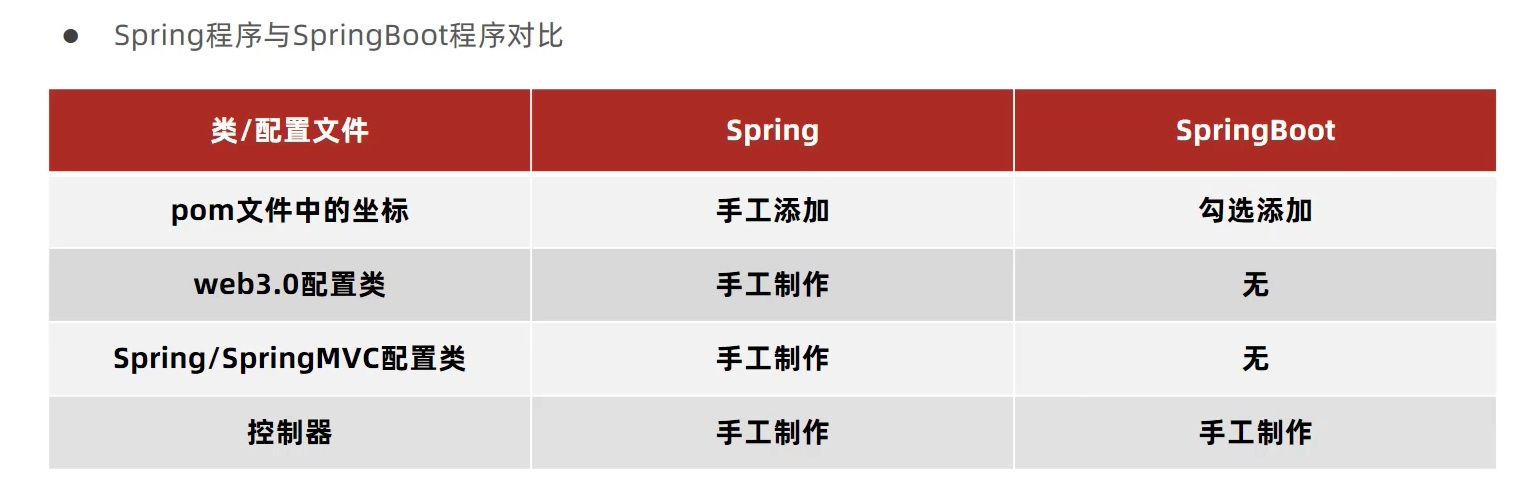 ● Spring程序与SpringBoot程序对比
类/配置文件 Spring SpringBoot
pom文件中的坐标 手工添加 勾选添加
web3.0配置类 手工制作 无
Spring/SpringMVC配置类 手工制作 无
控制器 手工制作 手工制作